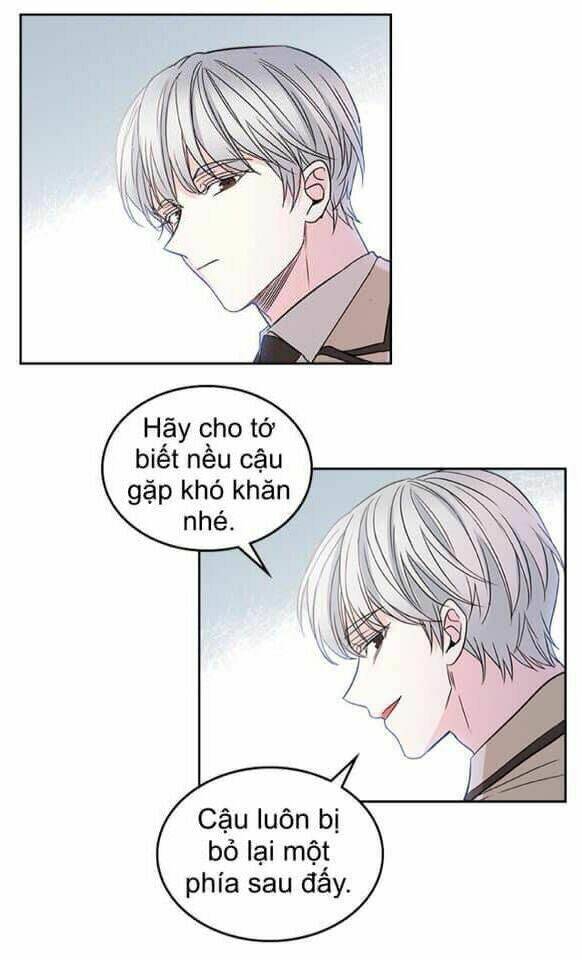 Hãy cho tớ
biết nều cậu
gặp khó khăn
nhé.
Cậu luôn bị
bỏ lại một
phía sau đấy.